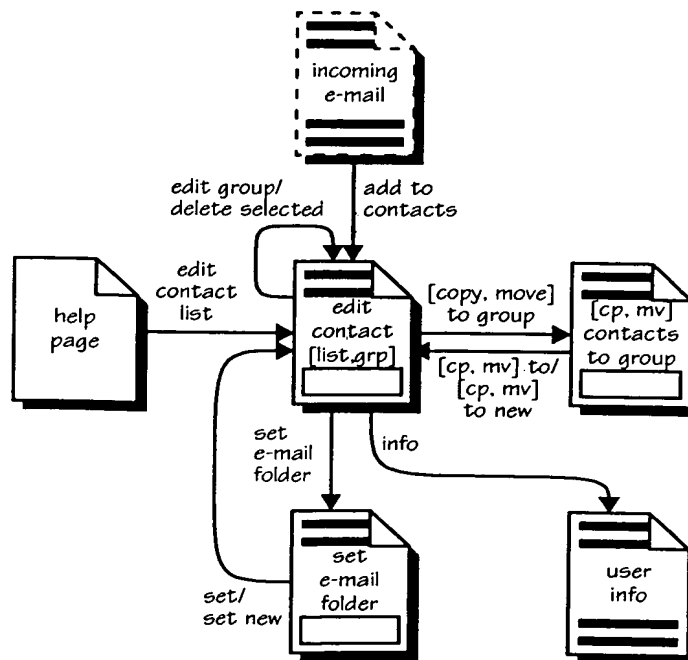 incoming
e-mail
edit group/
delete selected
add to
contacts
help
page
edit
contact
list
edit
contact
[list,grp]
[copy, move]
to group
[cp, mv] to/
[cp, mv]
to new
[cp, mv]
contacts
to group
set
e-mail
folder
info
set/
set new
set
e-mail
folder
user
info